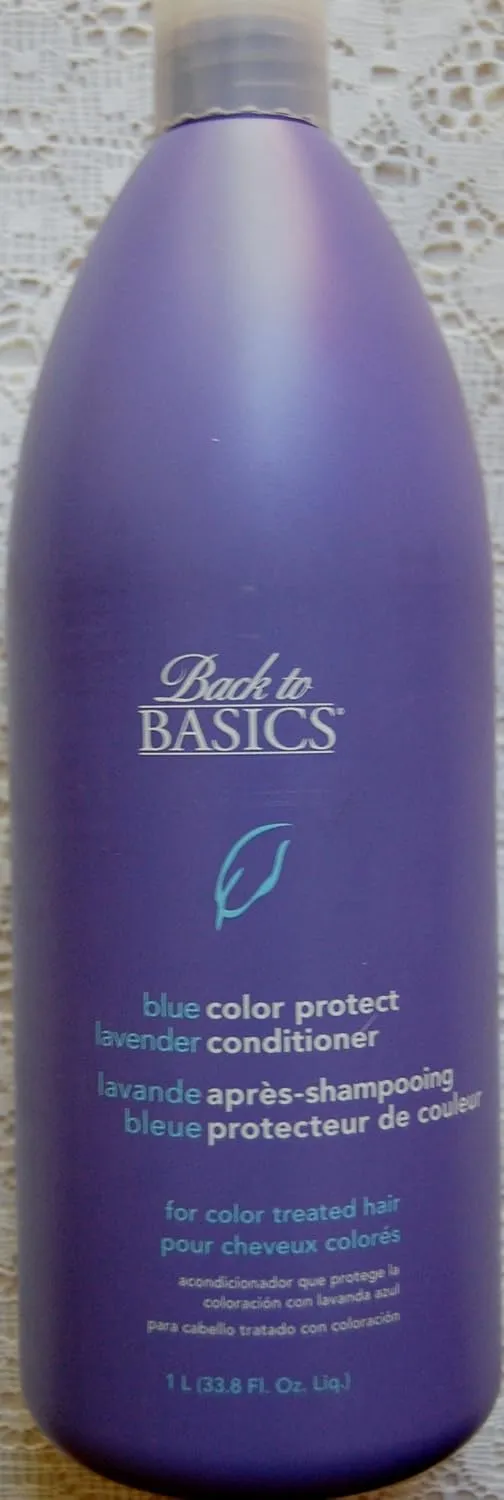 Back to
BASICS®
blue color protect
lavender conditioner
lavande après-shampooing
bleue protecteur de couleur
for color treated hair
pour cheveux colorés
acondicionador que protege la
coloración con lavanda azul
para cabello tratado con coloración
1 L (33.8 Fl. Oz. Liq.)